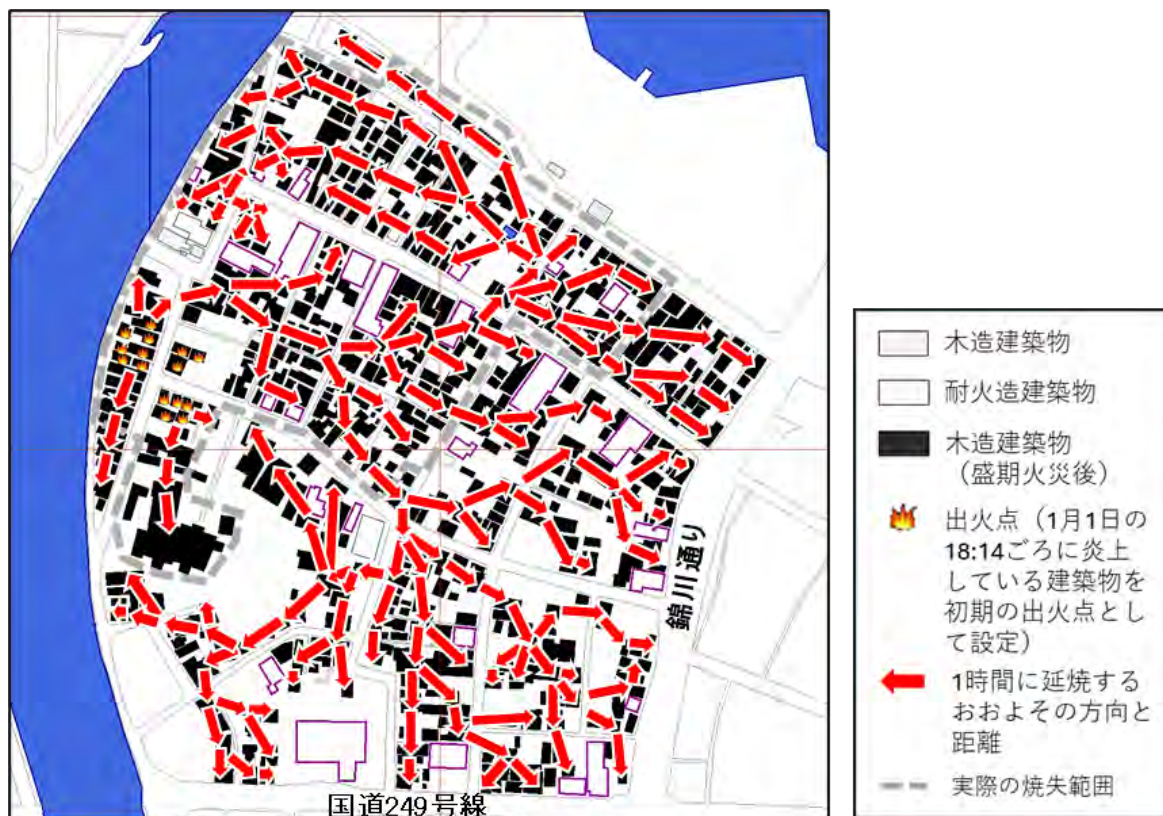 錦川通り
国道249号線
木造建築物
耐火造建築物
木造建築物
（盛期火災後）
出火点（1月1日の
18:14ごろに炎上
している建築物を
初期の出火点とし
て設定）
1時間に延焼する
おおよその方向と
距離
実際の焼失範囲